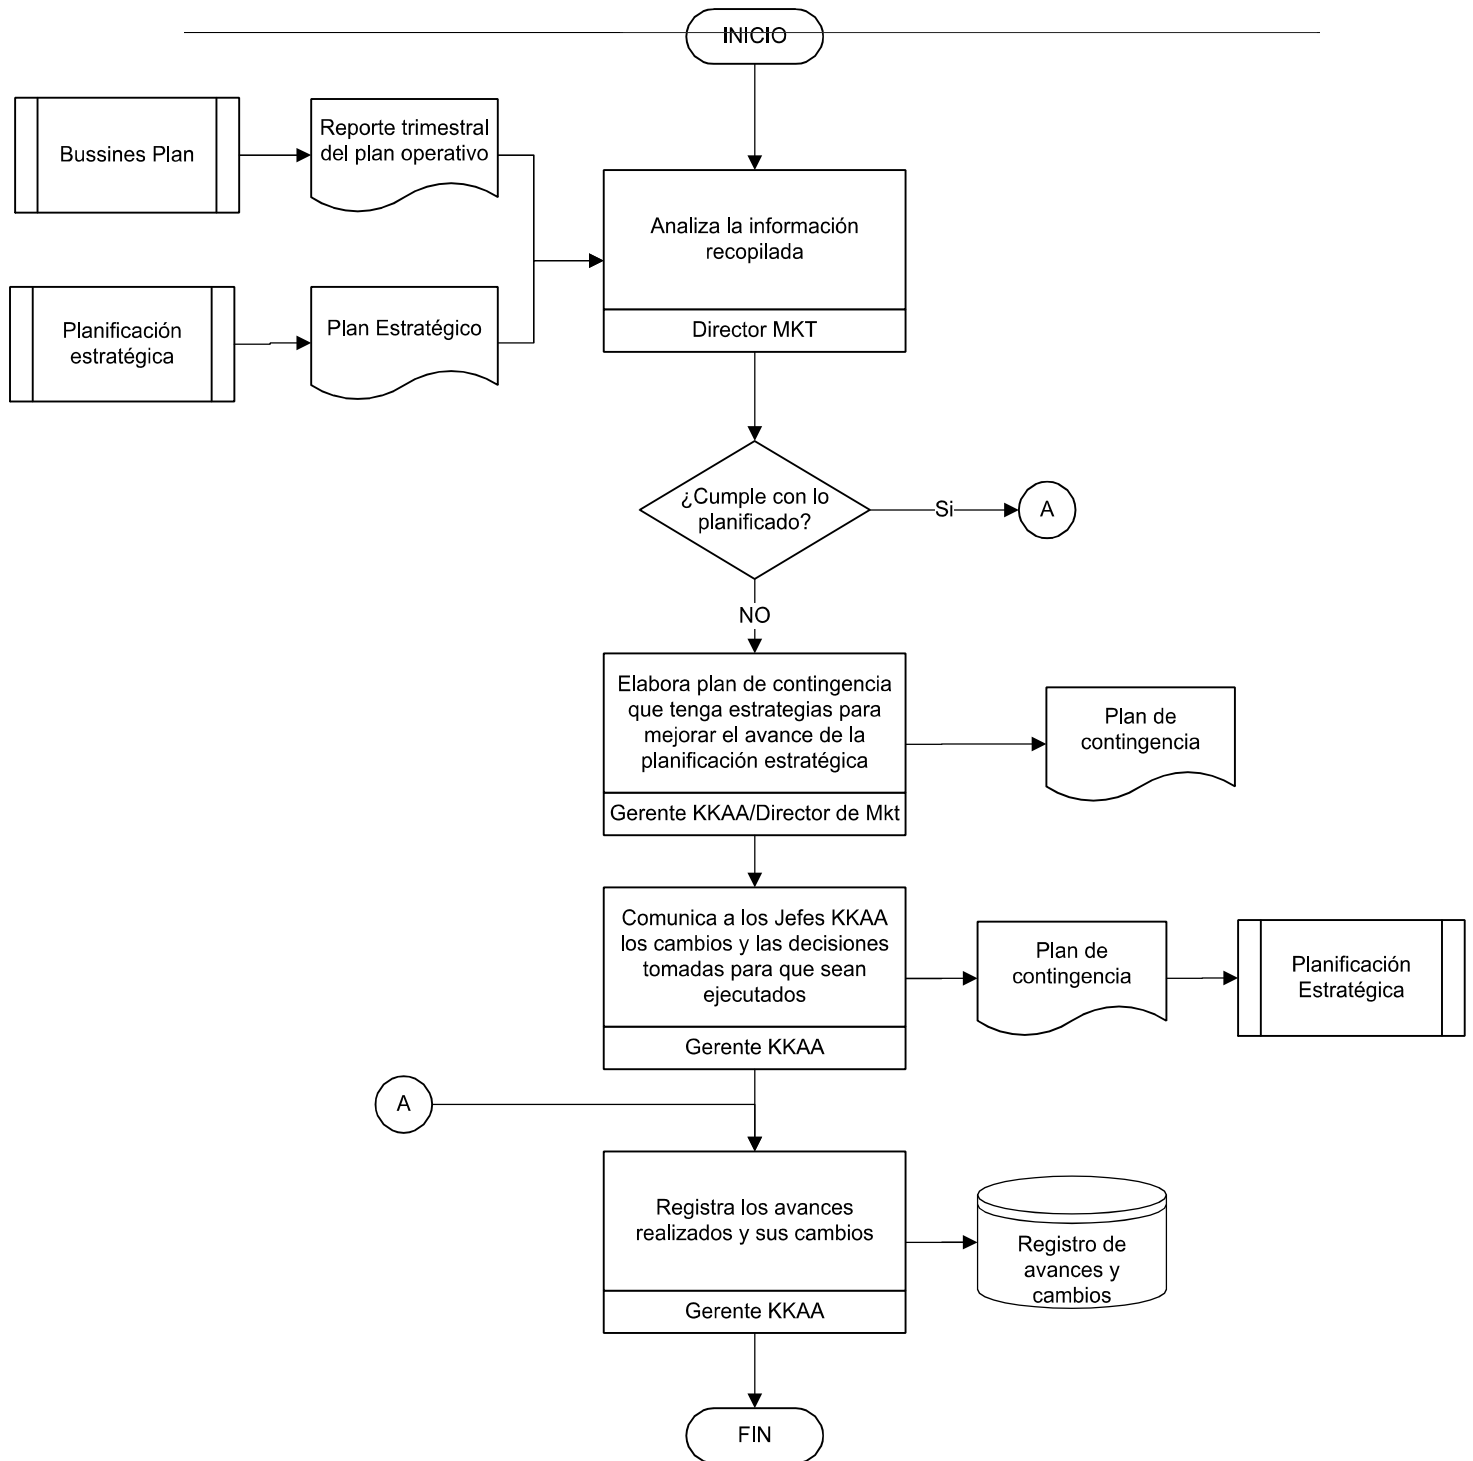 INICIO
Bussines Plan
Reporte trimestral
del plan operativo
Analiza la información
recopilada
Director MKT
Planificación
estratégica
Plan Estratégico
¿Cumple con lo
planificado?
Si
A
NO
Elabora plan de contingencia
que tenga estrategias para
mejorar el avance de la
planificación estratégica
Gerente KKAA/Director de Mkt
Plan de
contingencia
Comunica a los Jefes KKAA
los cambios y las decisiones
tomadas para que sean
ejecutados
Gerente KKAA
Plan de
contingencia
Planificación
Estratégica
A
Registra los avances
realizados y sus cambios
Gerente KKAA
Registro de
avances y
cambios
FIN